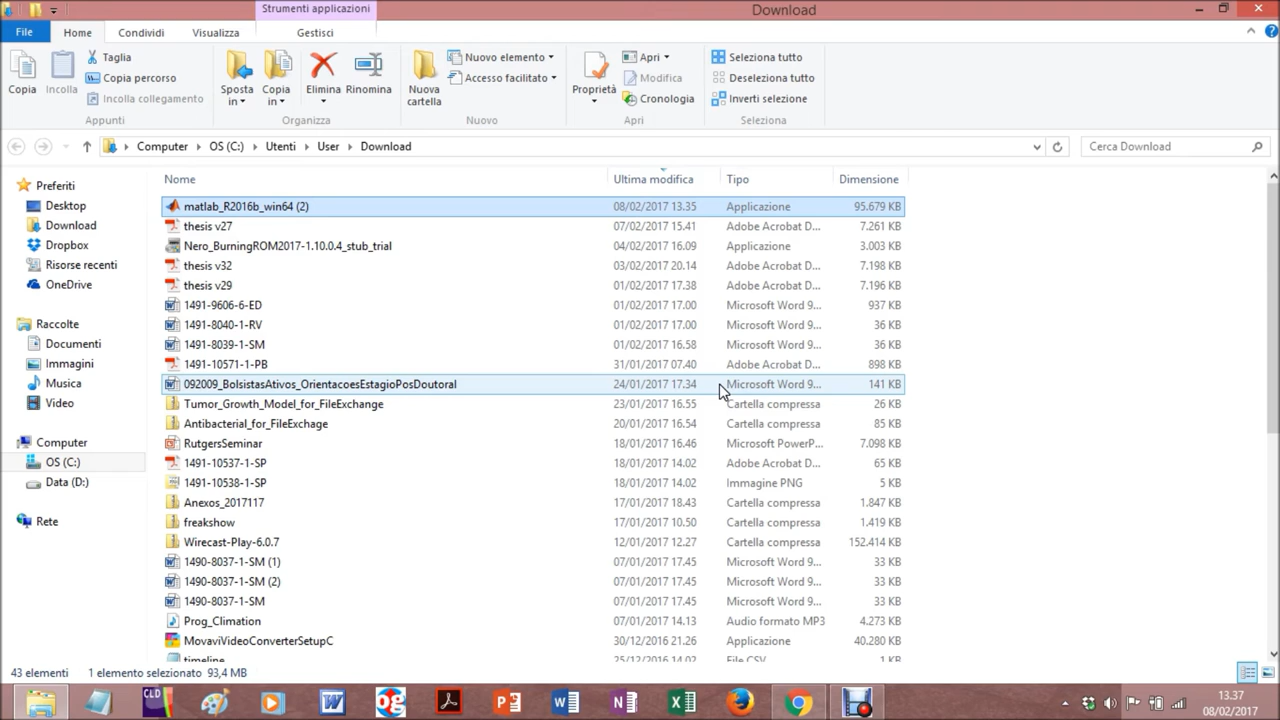 Strumenti applicazioni
Download
File
Home
Condividi
Visualizza
Gestisci
Copia
Incolla
Taglia
Copia percorso
Incolla collegamento
Appunti
Sposta in
Copia in
Elimina
Rinomina
Organizza
Nuova cartella
Nuovo elemento
Accesso facilitato
Nuovo
Proprietà
Apri
Modifica
Cronologia
Apri
Seleziona tutto
Deseleziona tutto
Inverti selezione
Seleziona
Computer OS (C:) Utenti User Download
Cerca Download
Preferiti
Desktop
Download
Dropbox
Risorse recenti
OneDrive
Raccolte
Documenti
Immagini
Musica
Video
Computer
OS (C:)
Data (D:)
Rete
Nome Ultima modifica Tipo Dimensione
matlab_R2016b_win64 (2) 08/02/2017 13.35 Applicazione 95.679 KB
thesis v27 07/02/2017 15.41 Adobe Acrobat D... 7.261 KB
Nero_BurningROM2017-1.10.0.4_stub_trial 04/02/2017 16.09 Applicazione 3.003 KB
thesis v32 03/02/2017 20.14 Adobe Acrobat D... 7.198 KB
thesis v29 01/02/2017 17.38 Adobe Acrobat D... 7.196 KB
1491-9606-6-ED 01/02/2017 17.00 Microsoft Word 9... 937 KB
1491-8040-1-RV 01/02/2017 17.00 Microsoft Word 9... 36 KB
1491-8039-1-SM 01/02/2017 16.58 Microsoft Word 9... 36 KB
1491-10571-1-PB 31/01/2017 07.40 Adobe Acrobat D... 898 KB
092009_BolsistasAtivos_OrientacoesEstagioPosDoutoral 24/01/2017 17.34 Microsoft Word 9... 141 KB
Tumor_Growth_Model_for_FileExchange 23/01/2017 16.55 Cartella compressa 26 KB
Antibacterial_for_FileExchage 20/01/2017 16.54 Cartella compressa 85 KB
RutgersSeminar 18/01/2017 16.46 Microsoft PowerP... 7.098 KB
1491-10537-1-SP 18/01/2017 14.02 Adobe Acrobat D... 65 KB
1491-10538-1-SP 18/01/2017 14.02 Immagine PNG 5 KB
Anexos_2017117 17/01/2017 18.43 Cartella compressa 1.847 KB
freakshow 17/01/2017 10.50 Cartella compressa 1.419 KB
Wirecast-Play-6.0.7 12/01/2017 12.27 Cartella compressa 152.414 KB
1490-8037-1-SM (1) 07/01/2017 17.45 Microsoft Word 9... 33 KB
1490-8037-1-SM (2) 07/01/2017 17.45 Microsoft Word 9... 33 KB
1490-8037-1-SM 07/01/2017 17.45 Microsoft Word 9... 33 KB
Prog_Climation 07/01/2017 14.13 Audio formato MP3 4.273 KB
MovaviVideoConverterSetupC 30/12/2016 21.26 Applicazione 40.280 KB
timeline 25/12/2016 14.02 File CSV 1 KB
43 elementi 1 elemento selezionato 93,4 MB
CLD
og
13.37
08/02/2017